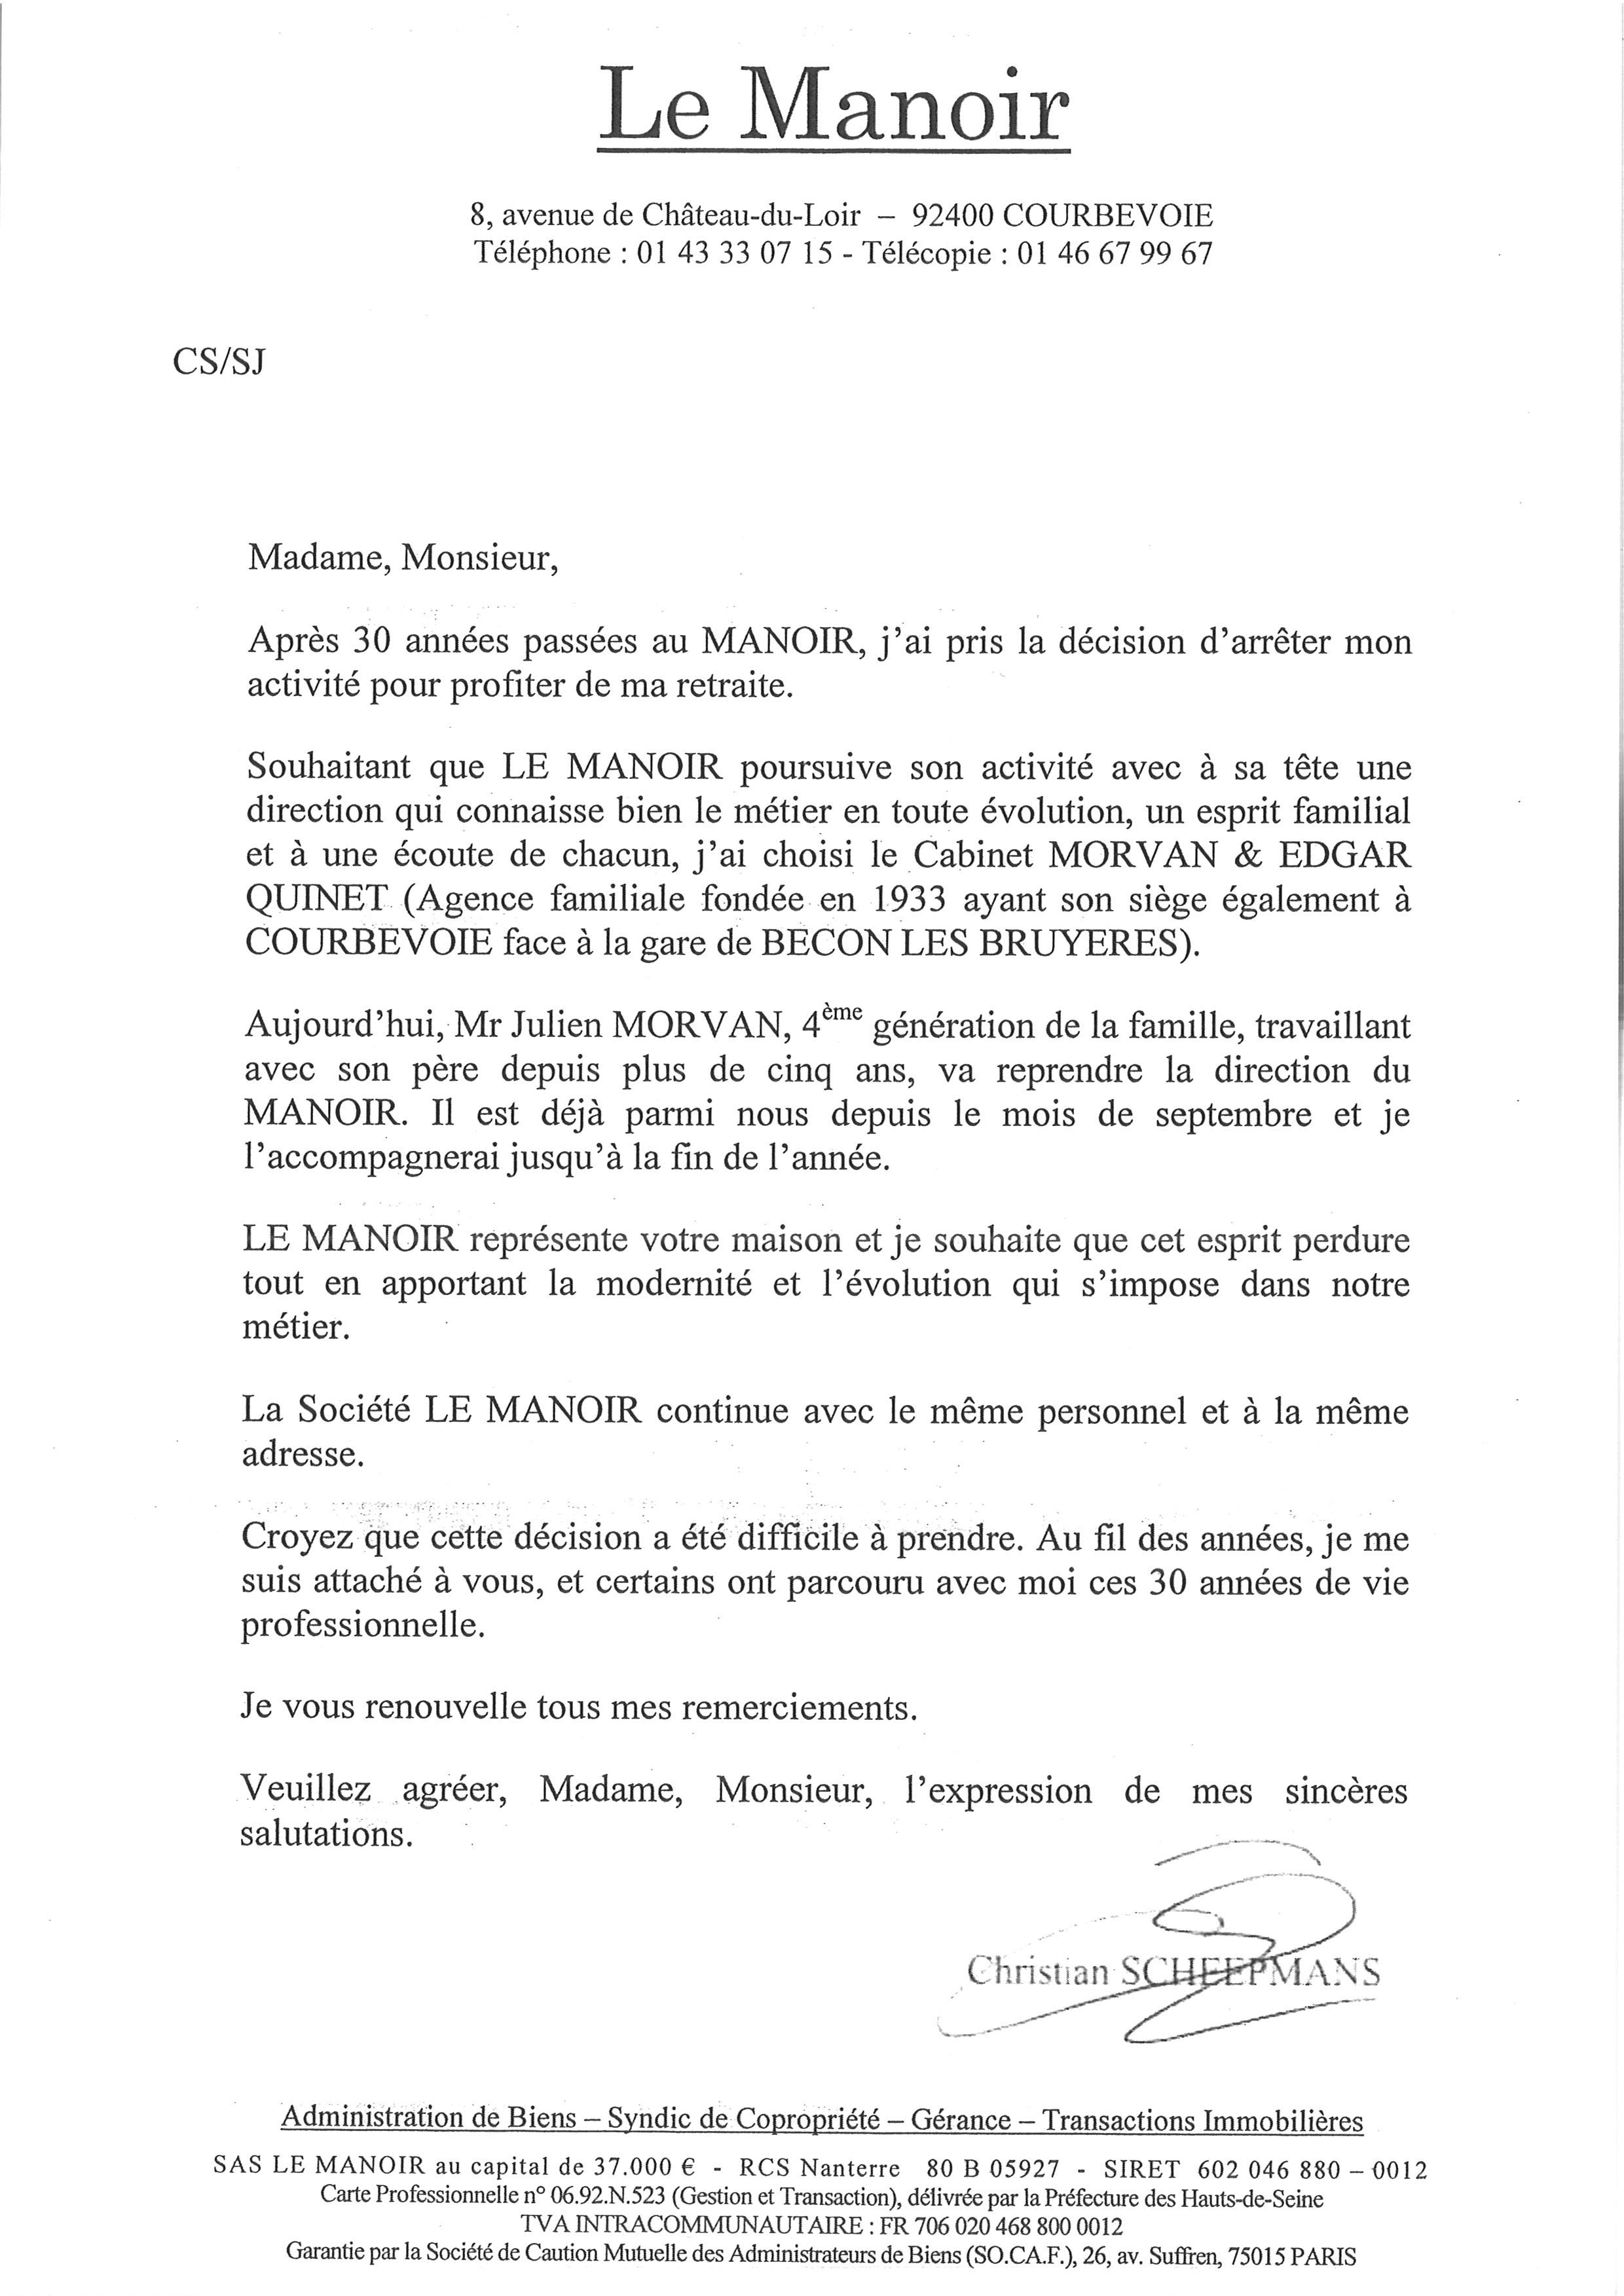 Le Manoir
8, avenue de Château-du-Loir – 92400 COURBEVOIE
Téléphone : 01 43 33 07 15 - Télécopie : 01 46 67 99 67
CS/SJ
Madame, Monsieur,
Après 30 années passées au MANOIR, j’ai pris la décision d’arrêter mon
activité pour profiter de ma retraite.
Souhaitant que LE MANOIR poursuive son activité avec à sa tête une
direction qui connaisse bien le métier en toute évolution, un esprit familial
et à une écoute de chacun, j’ai choisi le Cabinet MORVAN & EDGAR
QUINET (Agence familiale fondée en 1933 ayant son siège également à
COURBEVOIE face à la gare de BECON LES BRUYERES).
Aujourd’hui, Mr Julien MORVAN, 4ème génération de la famille, travaillant
avec son père depuis plus de cinq ans, va reprendre la direction du
MANOIR. Il est déjà parmi nous depuis le mois de septembre et je
l’accompagnerai jusqu’à la fin de l’année.
LE MANOIR représente votre maison et je souhaite que cet esprit perdure
tout en apportant la modernité et l’évolution qui s’impose dans notre
métier.
La Société LE MANOIR continue avec le même personnel et à la même
adresse.
Croyez que cette décision a été difficile à prendre. Au fil des années, je me
suis attaché à vous, et certains ont parcouru avec moi ces 30 années de vie
professionnelle.
Je vous renouvelle tous mes remerciements.
Veuillez agréer, Madame, Monsieur, l’expression de mes sincères
salutations.
Christian SCHEEPMANS
Administration de Biens – Syndic de Copropriété – Gérance – Transactions Immobilières
SAS LE MANOIR au capital de 37.000 € - RCS Nanterre 80 B 05927 - SIRET 602 046 880 – 0012
Carte Professionnelle n° 06.92.N.523 (Gestion et Transaction), délivrée par la Préfecture des Hauts-de-Seine
TVA INTRACOMMUNAUTAIRE : FR 706 020 468 800 0012
Garantie par la Société de Caution Mutuelle des Administrateurs de Biens (SO.CA.F.), 26, av. Suffren, 75015 PARIS